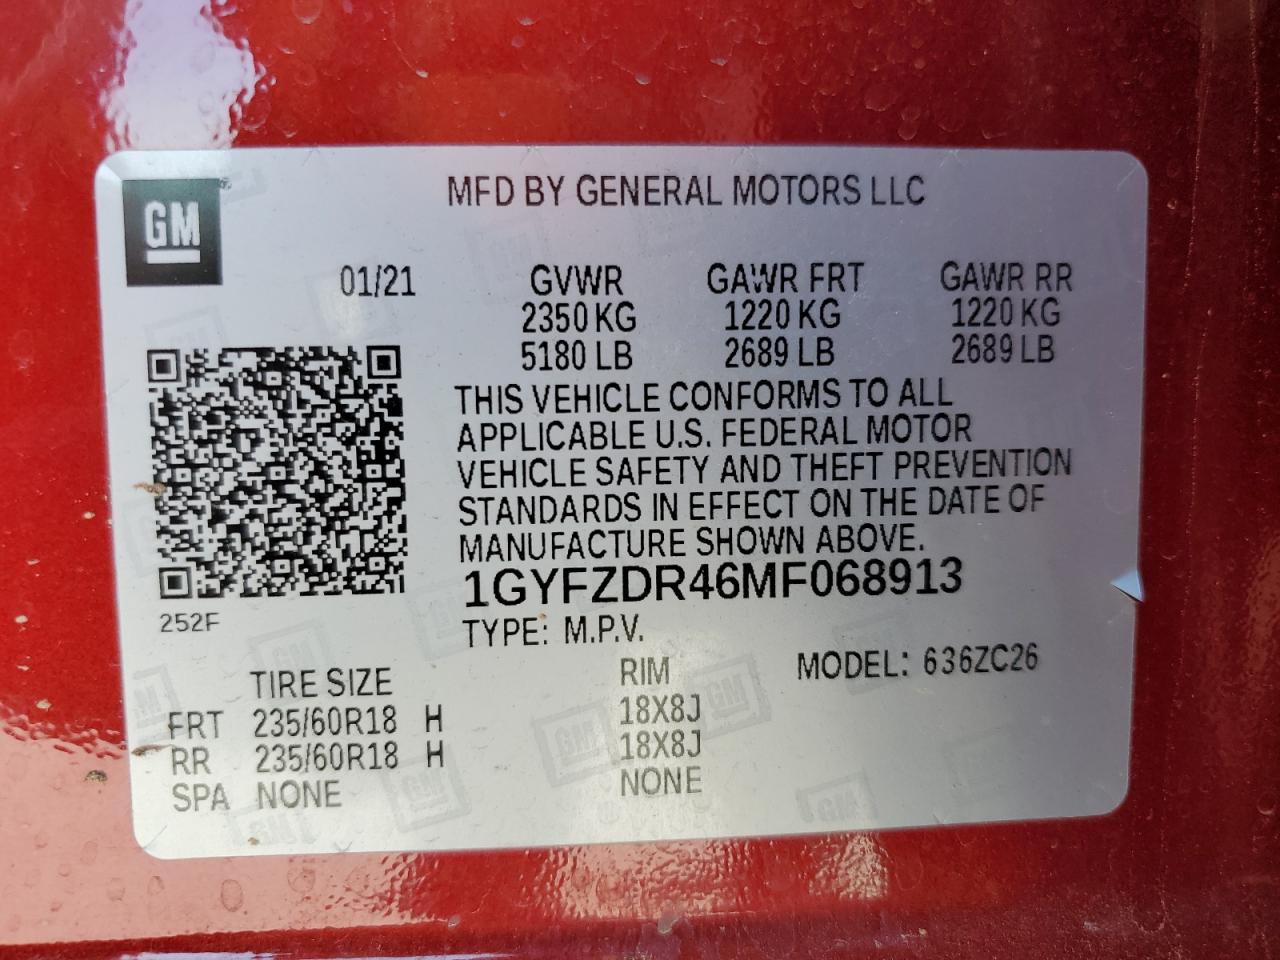 MFD BY GENERAL MOTORS LLC
GM
01/21 GVWR GAWR FRT GAWR RR
2350 KG 1220 KG 1220 KG
5180 LB 2689 LB 2689 LB
THIS VEHICLE CONFORMS TO ALL
APPLICABLE U.S. FEDERAL MOTOR
VEHICLE SAFETY AND THEFT PREVENTION
STANDARDS IN EFFECT ON THE DATE OF
MANUFACTURE SHOWN ABOVE.
1GYFZDR46MF068913
252F
TYPE: M.P.V.
TIRE SIZE RIM MODEL: 636ZC26
FRT 235/60R18 H 18X8J
RR 235/60R18 H 18X8J
SPA NONE NONE